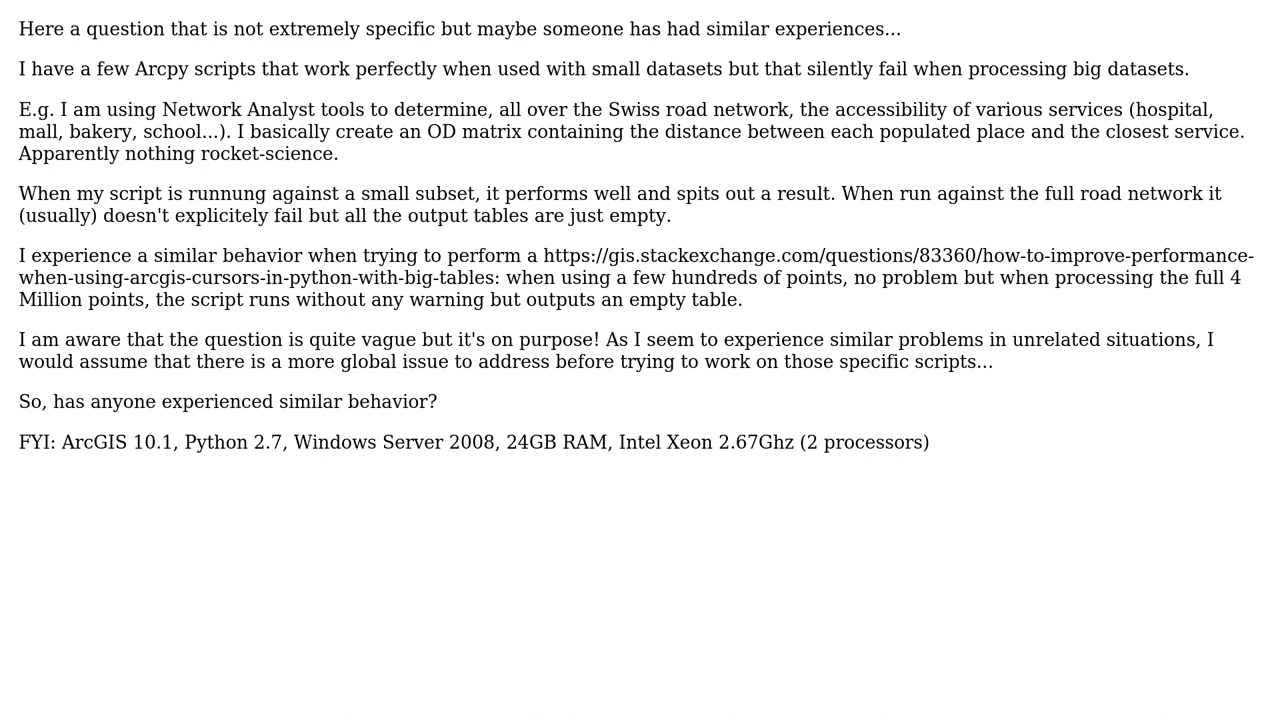 Here a question that is not extremely specific but maybe someone has had similar experiences...
I have a few Arcpy scripts that work perfectly when used with small datasets but that silently fail when processing big datasets.
E.g. I am using Network Analyst tools to determine, all over the Swiss road network, the accessibility of various services (hospital,
mall, bakery, school...). I basically create an OD matrix containing the distance between each populated place and the closest service.
Apparently nothing rocket-science.
When my script is runnung against a small subset, it performs well and spits out a result. When run against the full road network it
(usually) doesn't explicitely fail but all the output tables are just empty.
I experience a similar behavior when trying to perform a https://gis.stackexchange.com/questions/83360/how-to-improve-performance-
when-using-arcgis-cursors-in-python-with-big-tables: when using a few hundreds of points, no problem but when processing the full 4
Million points, the script runs without any warning but outputs an empty table.
I am aware that the question is quite vague but it's on purpose! As I seem to experience similar problems in unrelated situations, I
would assume that there is a more global issue to address before trying to work on those specific scripts...
So, has anyone experienced similar behavior?
FYI: ArcGIS 10.1, Python 2.7, Windows Server 2008, 24GB RAM, Intel Xeon 2.67Ghz (2 processors)